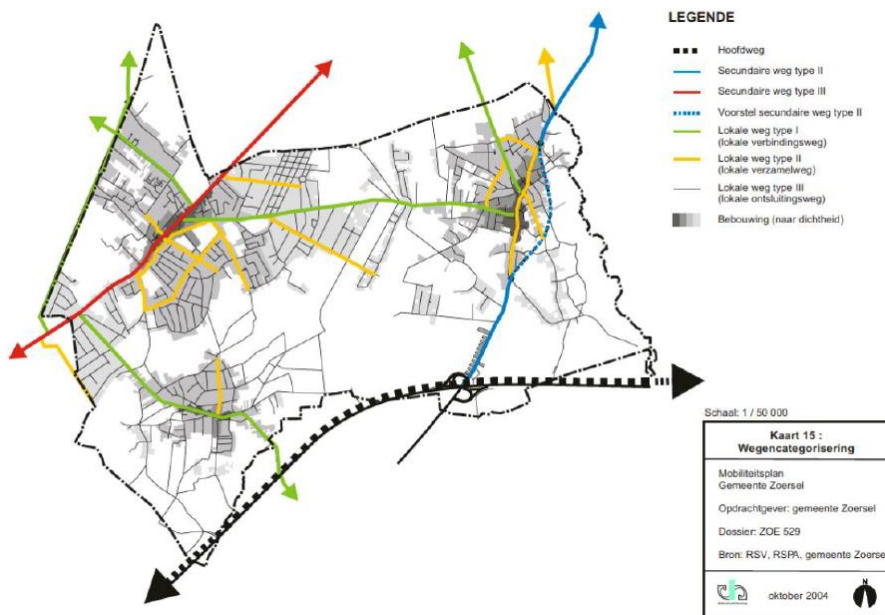 LEGENDE
Hoofdweg
Secundaire weg type II
Secundaire weg type III
Voorstel secundaire weg type II
Lokale weg type I
(lokale verbindingsweg)
Lokale weg type II
(lokale verzamelweg)
Lokale weg type III
(lokale ontsluitingsweg)
Bebouwing (naar dichtheid)
Schaal: 1 / 50 000
Kaart 15 :
Wegencategorisering
Mobiliteitsplan
Gemeente Zoersel
Opdrachtgever: gemeente Zoersel
Dossier: ZOE 529
Bron: RSV, RSPA, gemeente Zoerse
oktober 2004
N